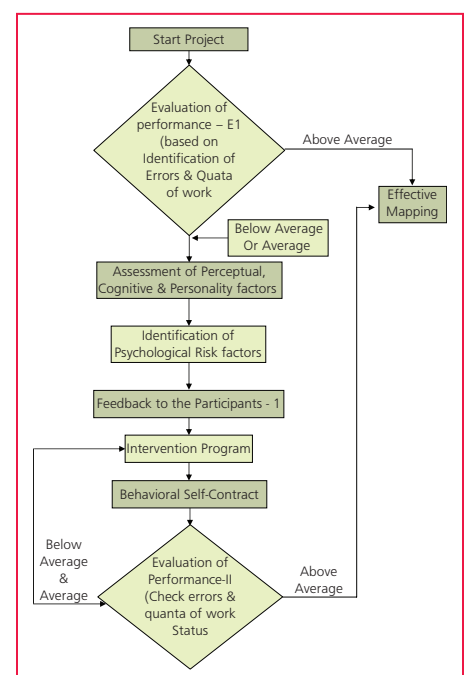 Start Project
Evaluation of
performance – E1
(based on
Identification of
Errors & Quata
of work
Above Average
Effective
Mapping
Below Average
Or Average
Assessment of Perceptual,
Cognitive & Personality factors
Identification of
Psychological Risk factors
Feedback to the Participants - 1
Intervention Program
Behavioral Self-Contract
Below
Average
&
Average
Evaluation of
Performance-II
(Check errors &
quanta of work
Status
Above
Average